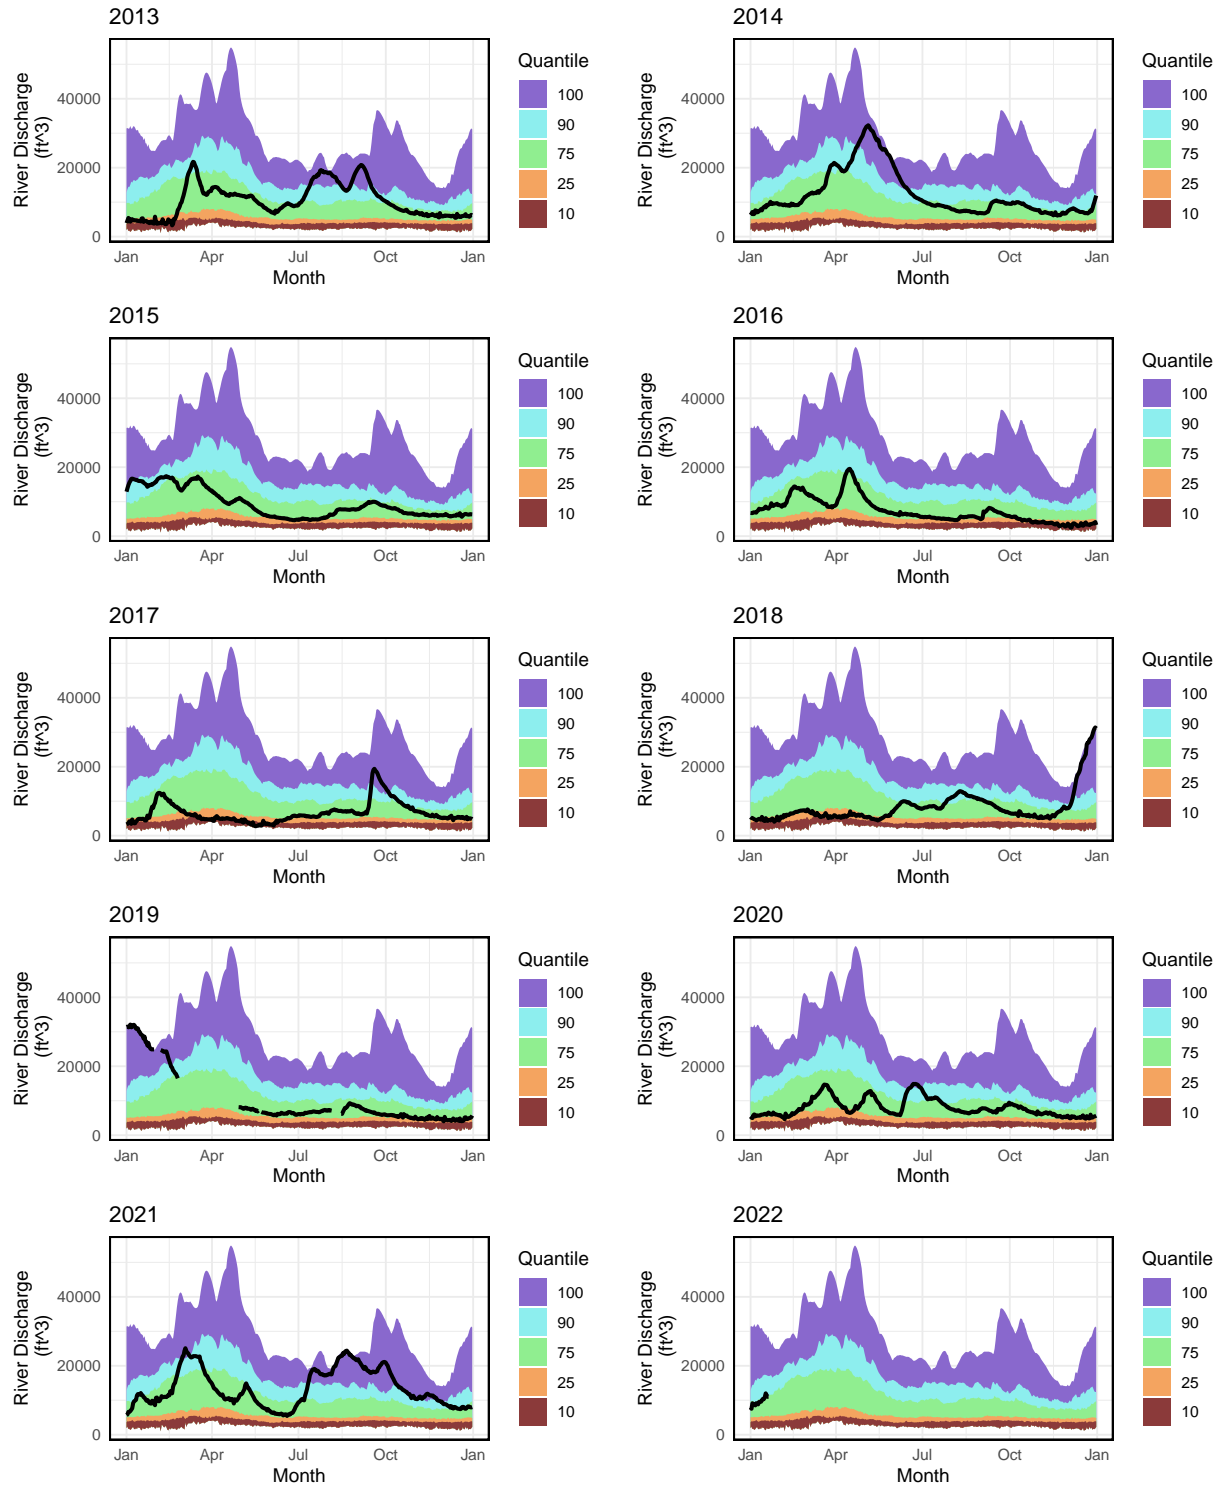 2013
River Discharge
(ft^3)
40000
20000
0
Jan
Apr
Jul
Oct
Jan
Month
Quantile
100
90
75
25
10
2014
River Discharge
(ft^3)
40000
20000
0
Jan
Apr
Jul
Oct
Jan
Month
Quantile
100
90
75
25
10
2015
River Discharge
(ft^3)
40000
20000
0
Jan
Apr
Jul
Oct
Jan
Month
Quantile
100
90
75
25
10
2016
River Discharge
(ft^3)
40000
20000
0
Jan
Apr
Jul
Oct
Jan
Month
Quantile
100
90
75
25
10
2017
River Discharge
(ft^3)
40000
20000
0
Jan
Apr
Jul
Oct
Jan
Month
Quantile
100
90
75
25
10
2018
River Discharge
(ft^3)
40000
20000
0
Jan
Apr
Jul
Oct
Jan
Month
Quantile
100
90
75
25
10
2019
River Discharge
(ft^3)
40000
20000
0
Jan
Apr
Jul
Oct
Jan
Month
Quantile
100
90
75
25
10
2020
River Discharge
(ft^3)
40000
20000
0
Jan
Apr
Jul
Oct
Jan
Month
Quantile
100
90
75
25
10
2021
River Discharge
(ft^3)
40000
20000
0
Jan
Apr
Jul
Oct
Jan
Month
Quantile
100
90
75
25
10
2022
River Discharge
(ft^3)
40000
20000
0
Jan
Apr
Jul
Oct
Jan
Month
Quantile
100
90
75
25
10